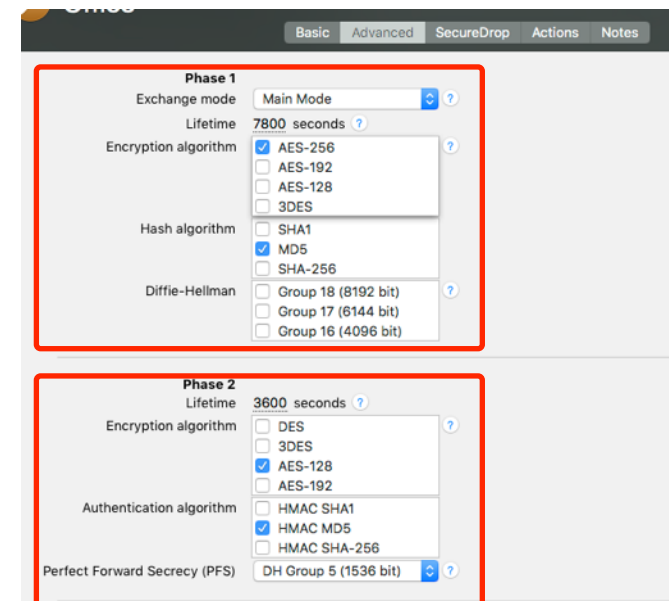 Basic Advanced SecureDrop Actions Notes
Phase 1
Exchange mode Main Mode ?
Lifetime 7800 seconds ?
Encryption algorithm AES-256 ?
AES-192
AES-128
3DES
Hash algorithm SHA1
MD5
SHA-256
Diffie-Hellman Group 18 (8192 bit) ?
Group 17 (6144 bit)
Group 16 (4096 bit)
Phase 2
Lifetime 3600 seconds ?
Encryption algorithm DES ?
3DES
AES-128
AES-192
Authentication algorithm HMAC SHA1
HMAC MD5
HMAC SHA-256
Perfect Forward Secrecy (PFS) DH Group 5 (1536 bit) ?